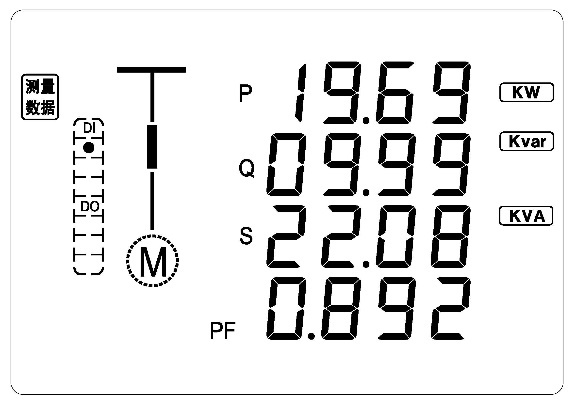 测量
数据
DI
DO
M
P 19.69 KW
Q 09.99 Kvar
S 22.08 KVA
PF 0.892